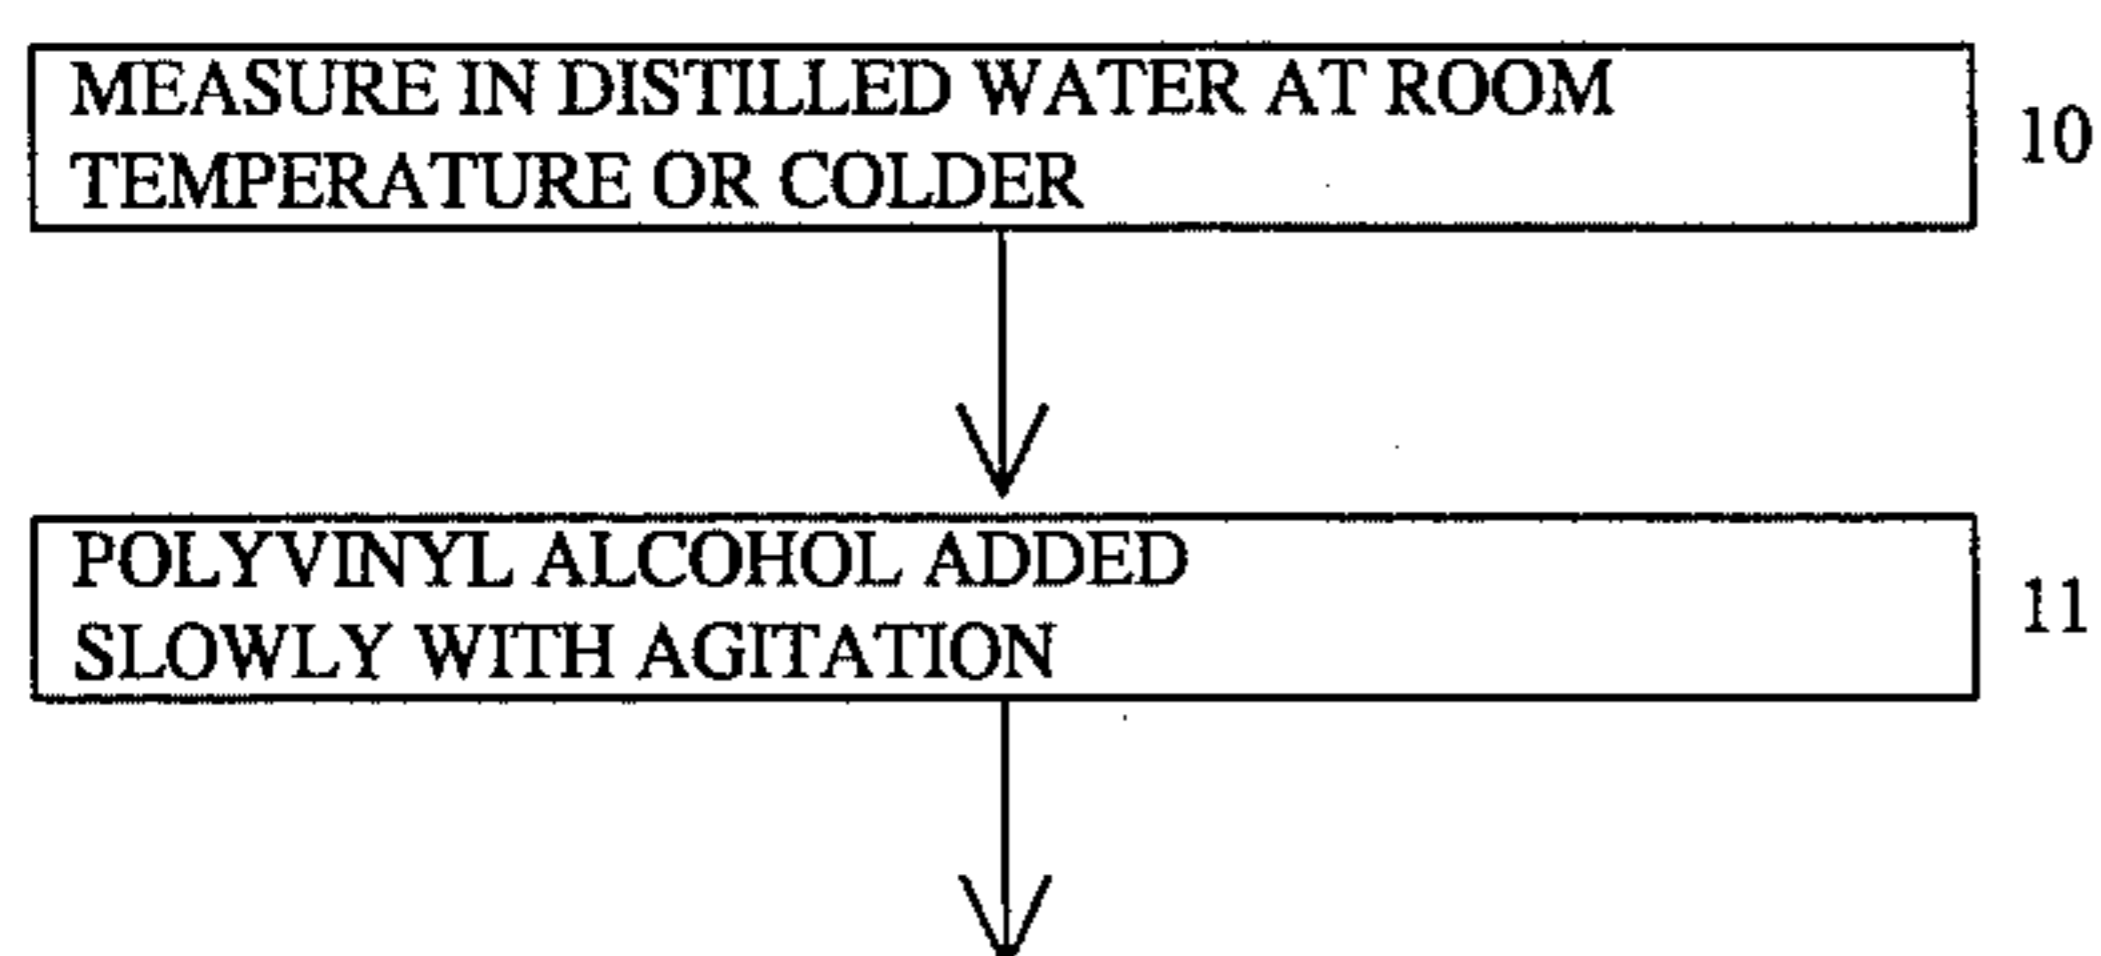 MEASURE IN DISTILLED WATER AT ROOM
TEMPERATURE OR COLDER
10
POLYVINYL ALCOHOL ADDED
SLOWLY WITH AGITATION
11